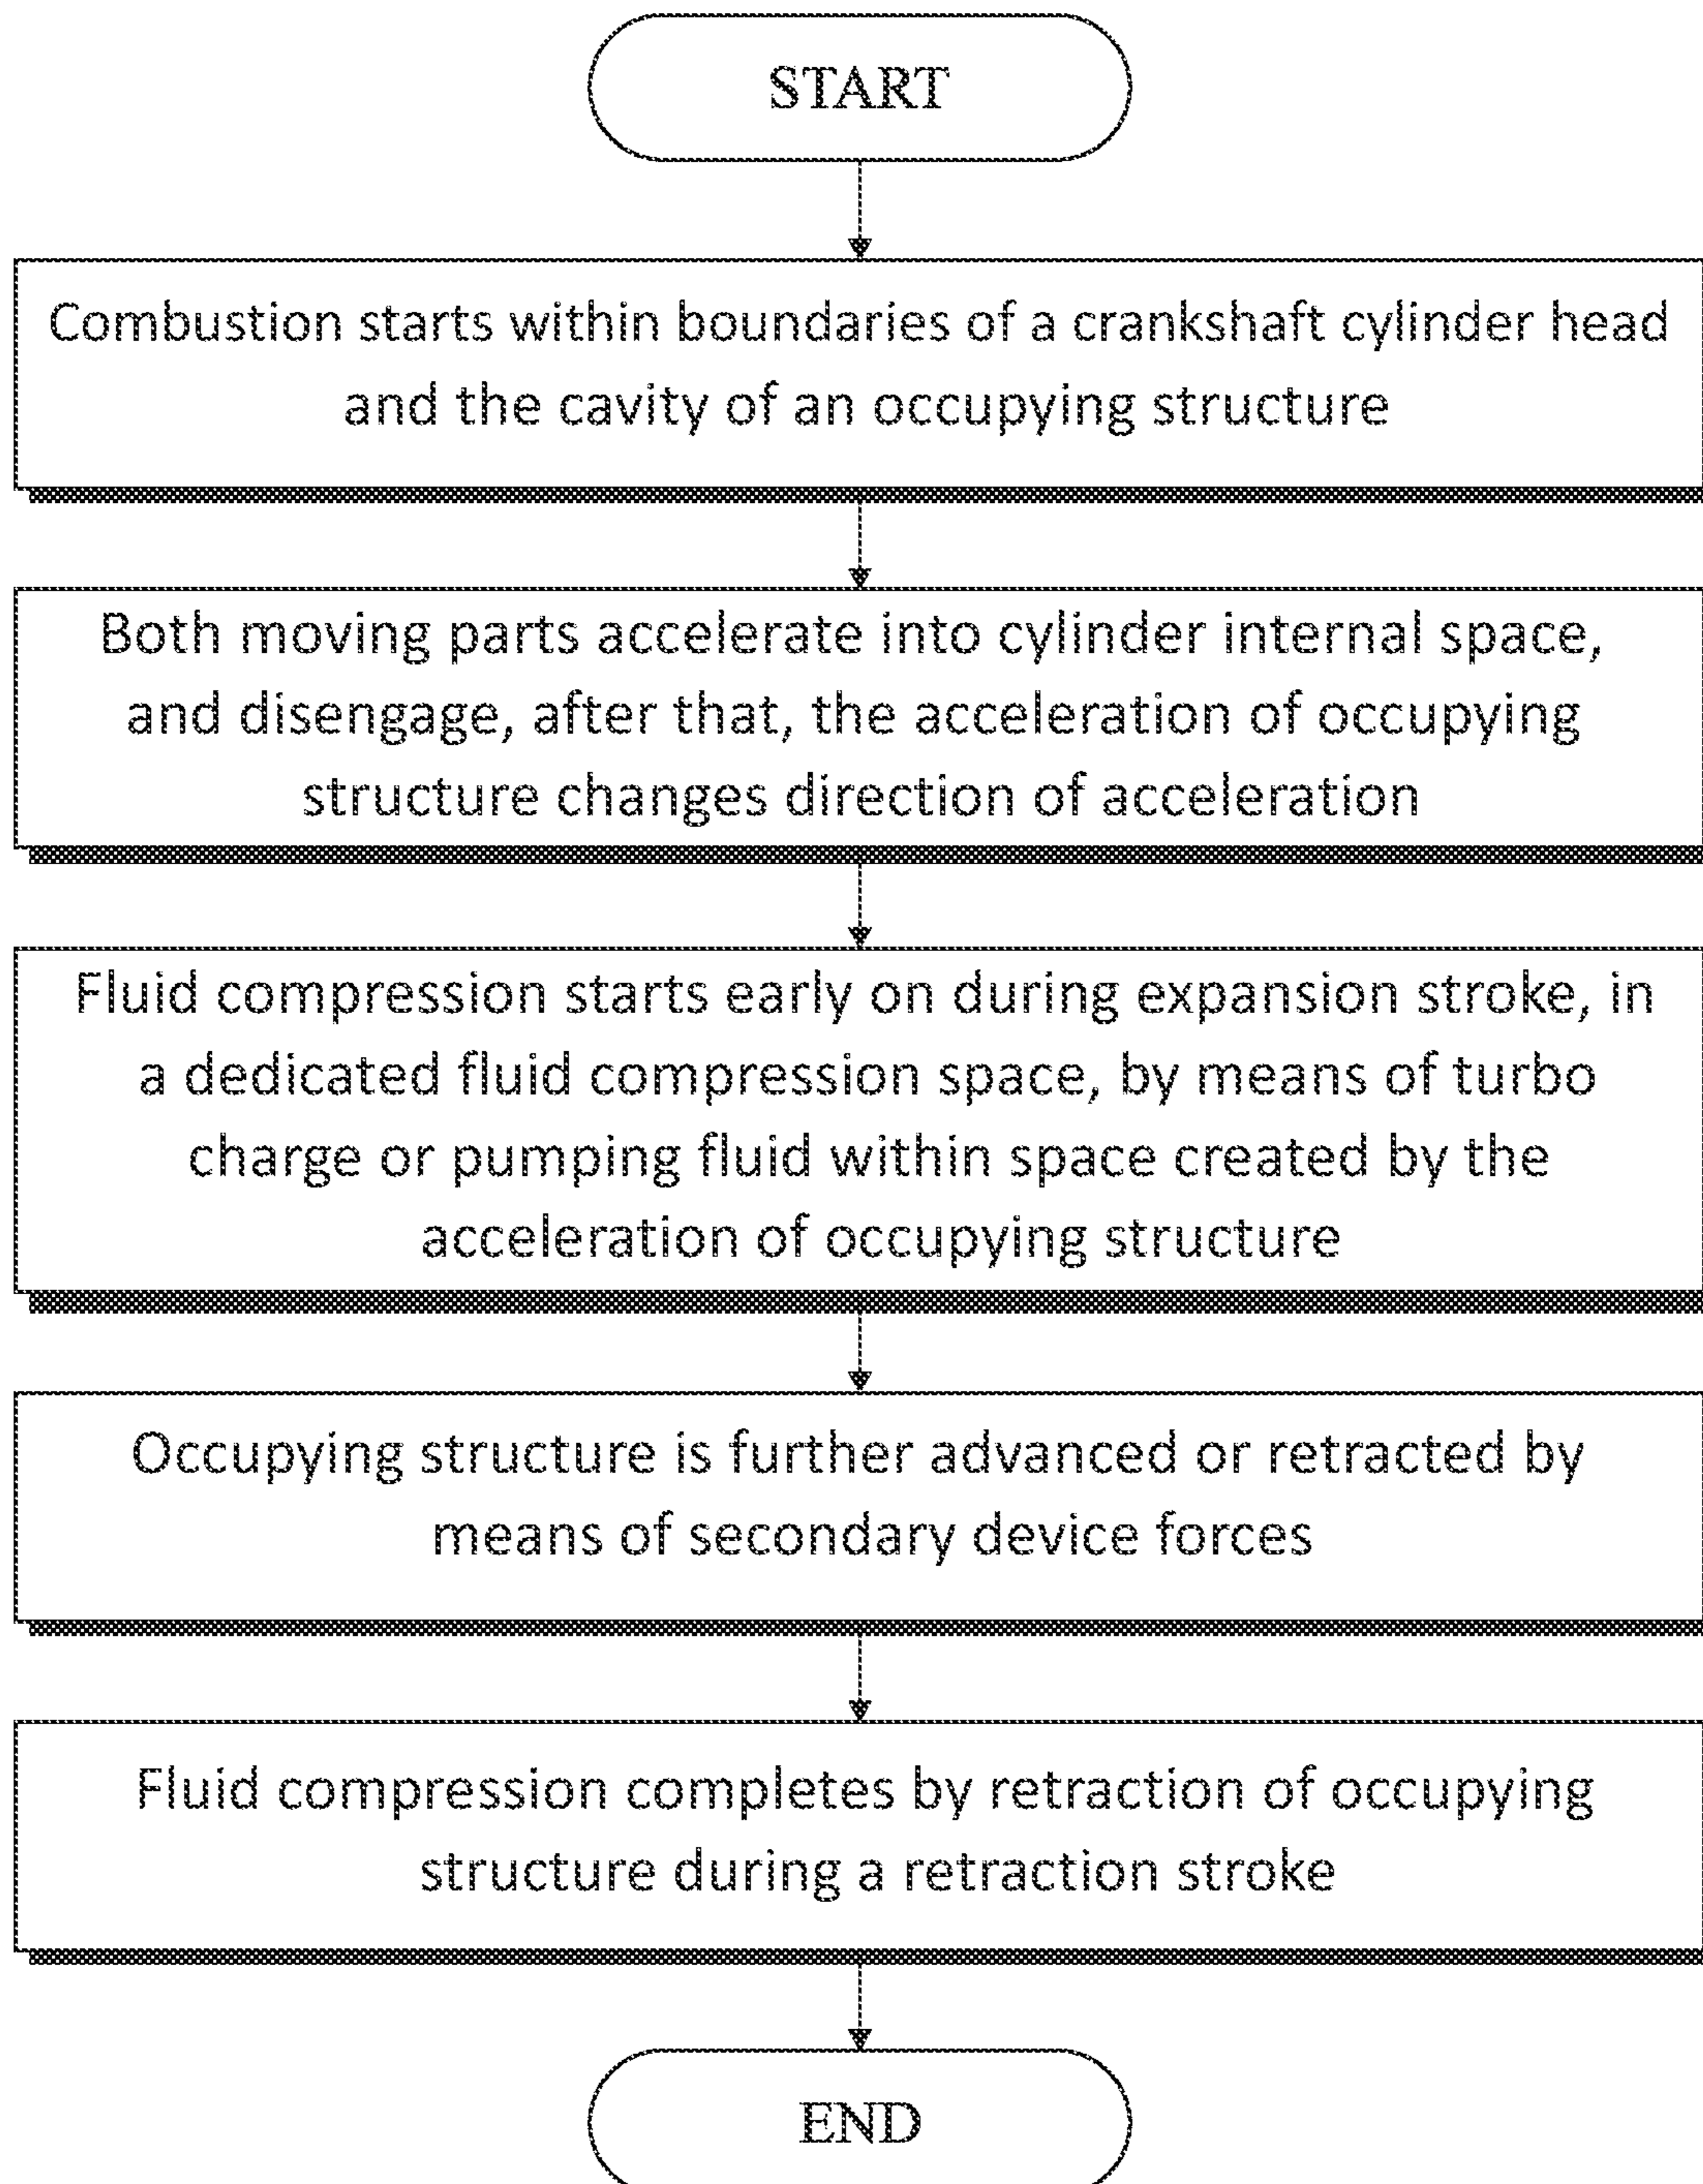 START
Combustion starts within boundaries of a crankshaft cylinder head
and the cavity of an occupying structure
Both moving parts accelerate into cylinder internal space,
and disengage, after that, the acceleration of occupying
structure changes direction of acceleration
Fluid compression starts early on during expansion stroke, in
a dedicated fluid compression space, by means of turbo
charge or pumping fluid within space created by the
acceleration of occupying structure
Occupying structure is further advanced or retracted by
means of secondary device forces
Fluid compression completes by retraction of occupying
structure during a retraction stroke
END